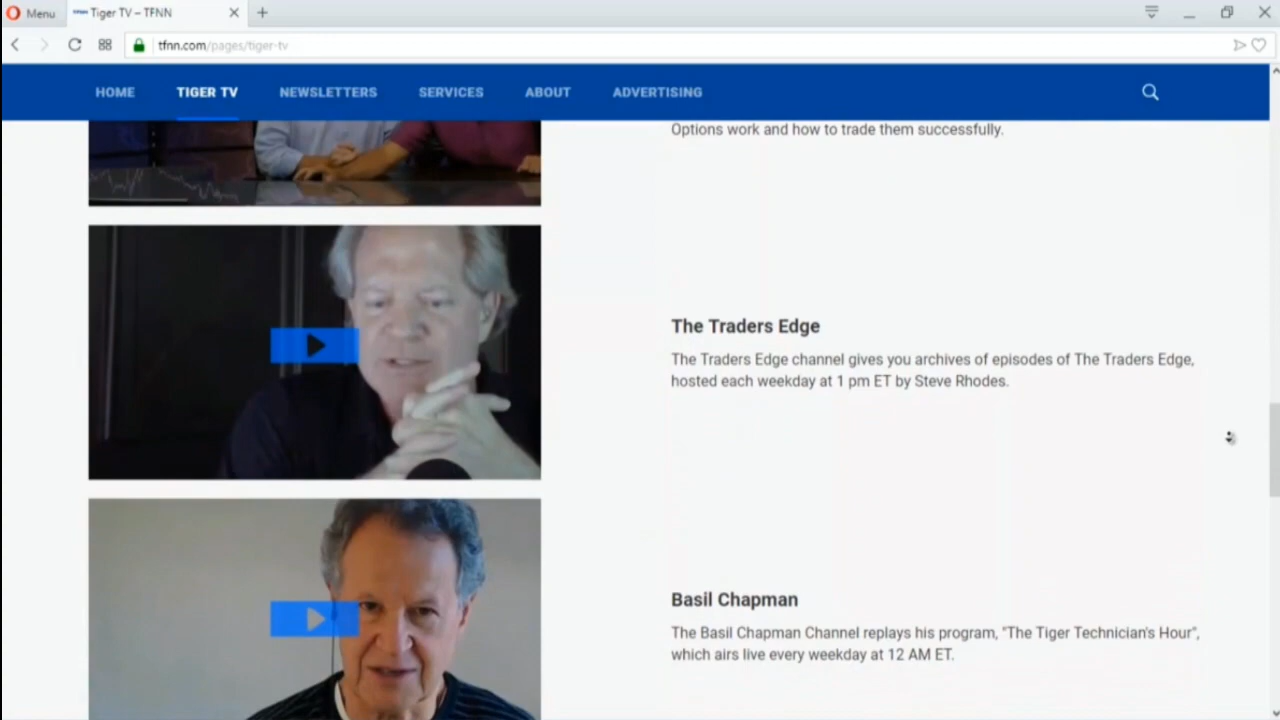 Menu
Tiger TV – TFNN
tfnn.com/pages/tiger-tv
HOME TIGER TV NEWSLETTERS SERVICES ABOUT ADVERTISING
Options work and how to trade them successfully.
The Traders Edge
The Traders Edge channel gives you archives of episodes of The Traders Edge,
hosted each weekday at 1 pm ET by Steve Rhodes.
Basil Chapman
The Basil Chapman Channel replays his program, "The Tiger Technician's Hour",
which airs live every weekday at 12 AM ET.